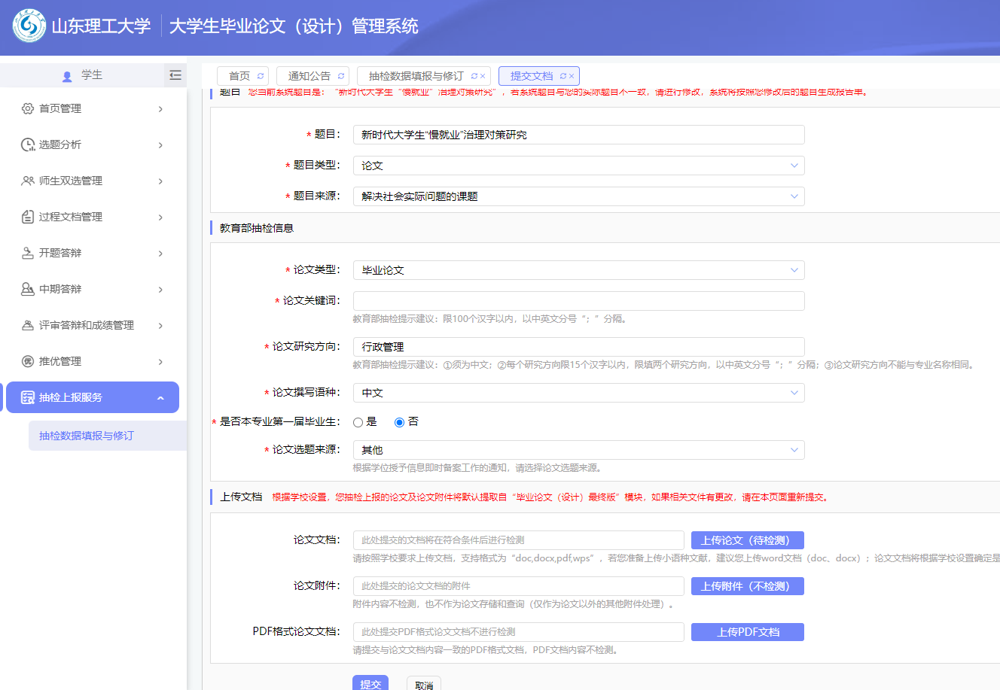 山东理工大学 大学生毕业论文（设计）管理系统
学生
首页 通知公告 抽检数据填报与修订 提交文档
题目 您当前系统题目是：“新时代大学生“慢就业”治理对策研究”，若系统题目与您的实际题目不一致，请进行修改，系统将按照您修改后的题目生成报告单。
首页管理
选题分析
师生双选管理
过程文档管理
开题答辩
中期答辩
评审答辩和成绩管理
推优管理
抽检上报服务
抽检数据填报与修订
* 题目： 新时代大学生“慢就业”治理对策研究
* 题目类型： 论文
* 题目来源： 解决社会实际问题的课题
教育部抽检信息
* 论文类型： 毕业论文
* 论文关键词：
教育部抽检提示建议：限100个汉字以内，以中英文分号“；”分隔。
* 论文研究方向： 行政管理
教育部抽检提示建议：①须为中文；②每个研究方向限15个汉字以内，限填两个研究方向，以中英文分号“；”分隔；③论文研究方向不能与专业名称相同。
* 论文撰写语种： 中文
* 是否本专业第一届毕业生： 是 否
* 论文选题来源： 其他
根据学位授予信息即时备案工作的通知，请选择论文选题来源。
上传文档 根据学校设置，您抽检上报的论文及论文附件将默认提取自“毕业论文（设计）最终版”模块，如果相关文件有更改，请在本页面重新提交。
论文文档： 此处提交的文档将在符合条件后进行检测 上传论文（待检测）
请按照学校要求上传文档，支持格式为“doc,docx,pdf,wps”，若您准备上传小语种文献，建议您上传word文档（doc、docx）；论文文档将根据学校设置确定是
论文附件： 此处提交的论文文档的附件 上传附件（不检测）
附件内容不检测，也不作为论文存储和查询（仅作为论文以外的其他附件处理）。
PDF格式论文文档： 此处提交PDF格式论文文档不进行检测 上传PDF文档
请提交与论文文档内容一致的PDF格式文档，PDF文档内容不检测。
提交 取消